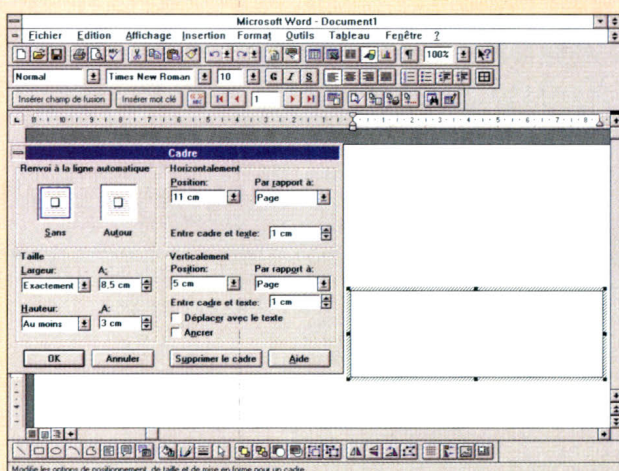 Microsoft Word - Document1
Fichier Edition Affichage Insertion Format Outils Tableau Fenêtre ?
100%
Normal Times New Roman 10 G I S
Insérer champ de fusion Insérer mot clé 1
Cadre
Renvoi à la ligne automatique
Sans Autour
Horizontalement
Position: Par rapport à:
11 cm Page
Entre cadre et texte: 1 cm
Taille
Largeur: A:
Exactement 8,5 cm
Hauteur: A:
Au moins 3 cm
Verticalement
Position: Par rapport à:
5 cm Page
Entre cadre et texte: 1 cm
Déplacer avec le texte
Ancrer
OK Annuler Supprimer le cadre Aide
Modifie les options de positionnement, de taille et de mise en forme pour un cadre